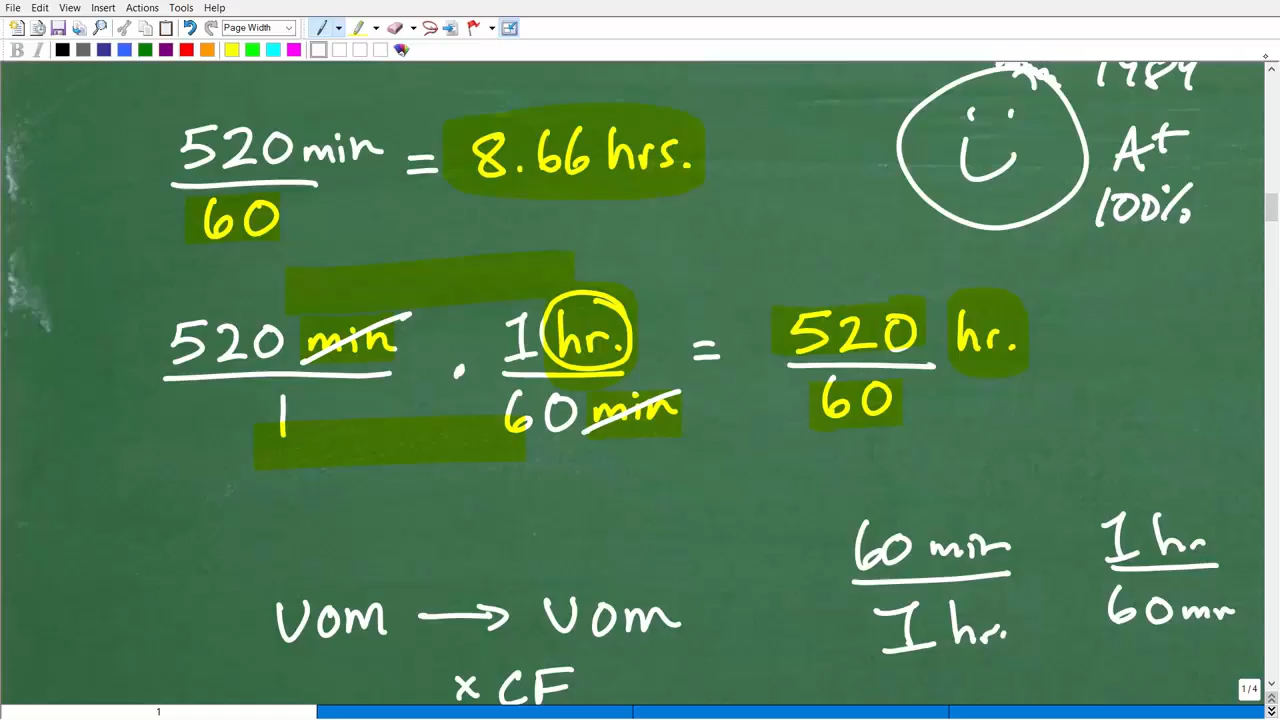 File Edit View Insert Actions Tools Help
Page Width
B I
1984
A+
100%
520 min = 8.66 hrs.
60
520 min · 1 hr. = 520 hr.
1 60 min 60
60 min 1 hr
1 hr. 60 mn
UOM → UOM
x CF
1/4
1